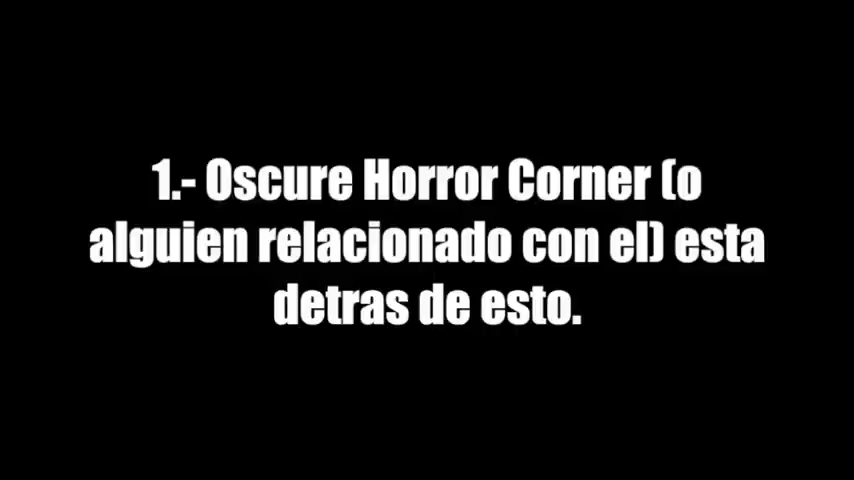 1.- Oscure Horror Corner (o
alguien relacionado con el) esta
detras de esto.